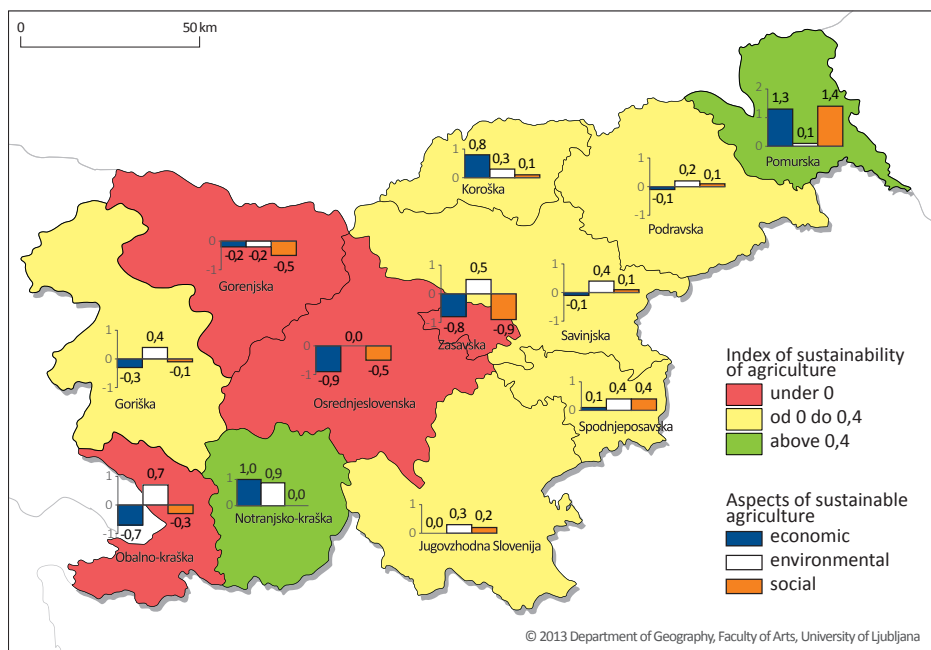 0 50 km
2
1
0
1,3
0,1
1,4
Pomurska
1
0
0,8
0,3
0,1
Koroška
1
0
-1
-0,1
0,2
0,1
Podravska
0
-1
-0,2
-0,2
-0,5
Gorenjska
1
0
-1
-0,8
0,5
-0,9
Zasavska
1
0
-1
-0,1
0,4
0,1
Savinjska
1
0
-1
-0,3
0,4
-0,1
Goriška
0
-1
-0,9
0,0
-0,5
Osrednjeslovenska
1
0
0,1
0,4
0,4
Spodnjeposavska
1
0
-1
-0,7
0,7
-0,3
Obalno-kraška
1
0
1,0
0,9
0,0
Notranjsko-kraška
1
0
0,0
0,3
0,2
Jugovzhodna Slovenija
Index of sustainability
of agriculture
under 0
od 0 do 0,4
above 0,4
Aspects of sustainable
agriculture
economic
environmental
social
© 2013 Department of Geography, Faculty of Arts, University of Ljubljana